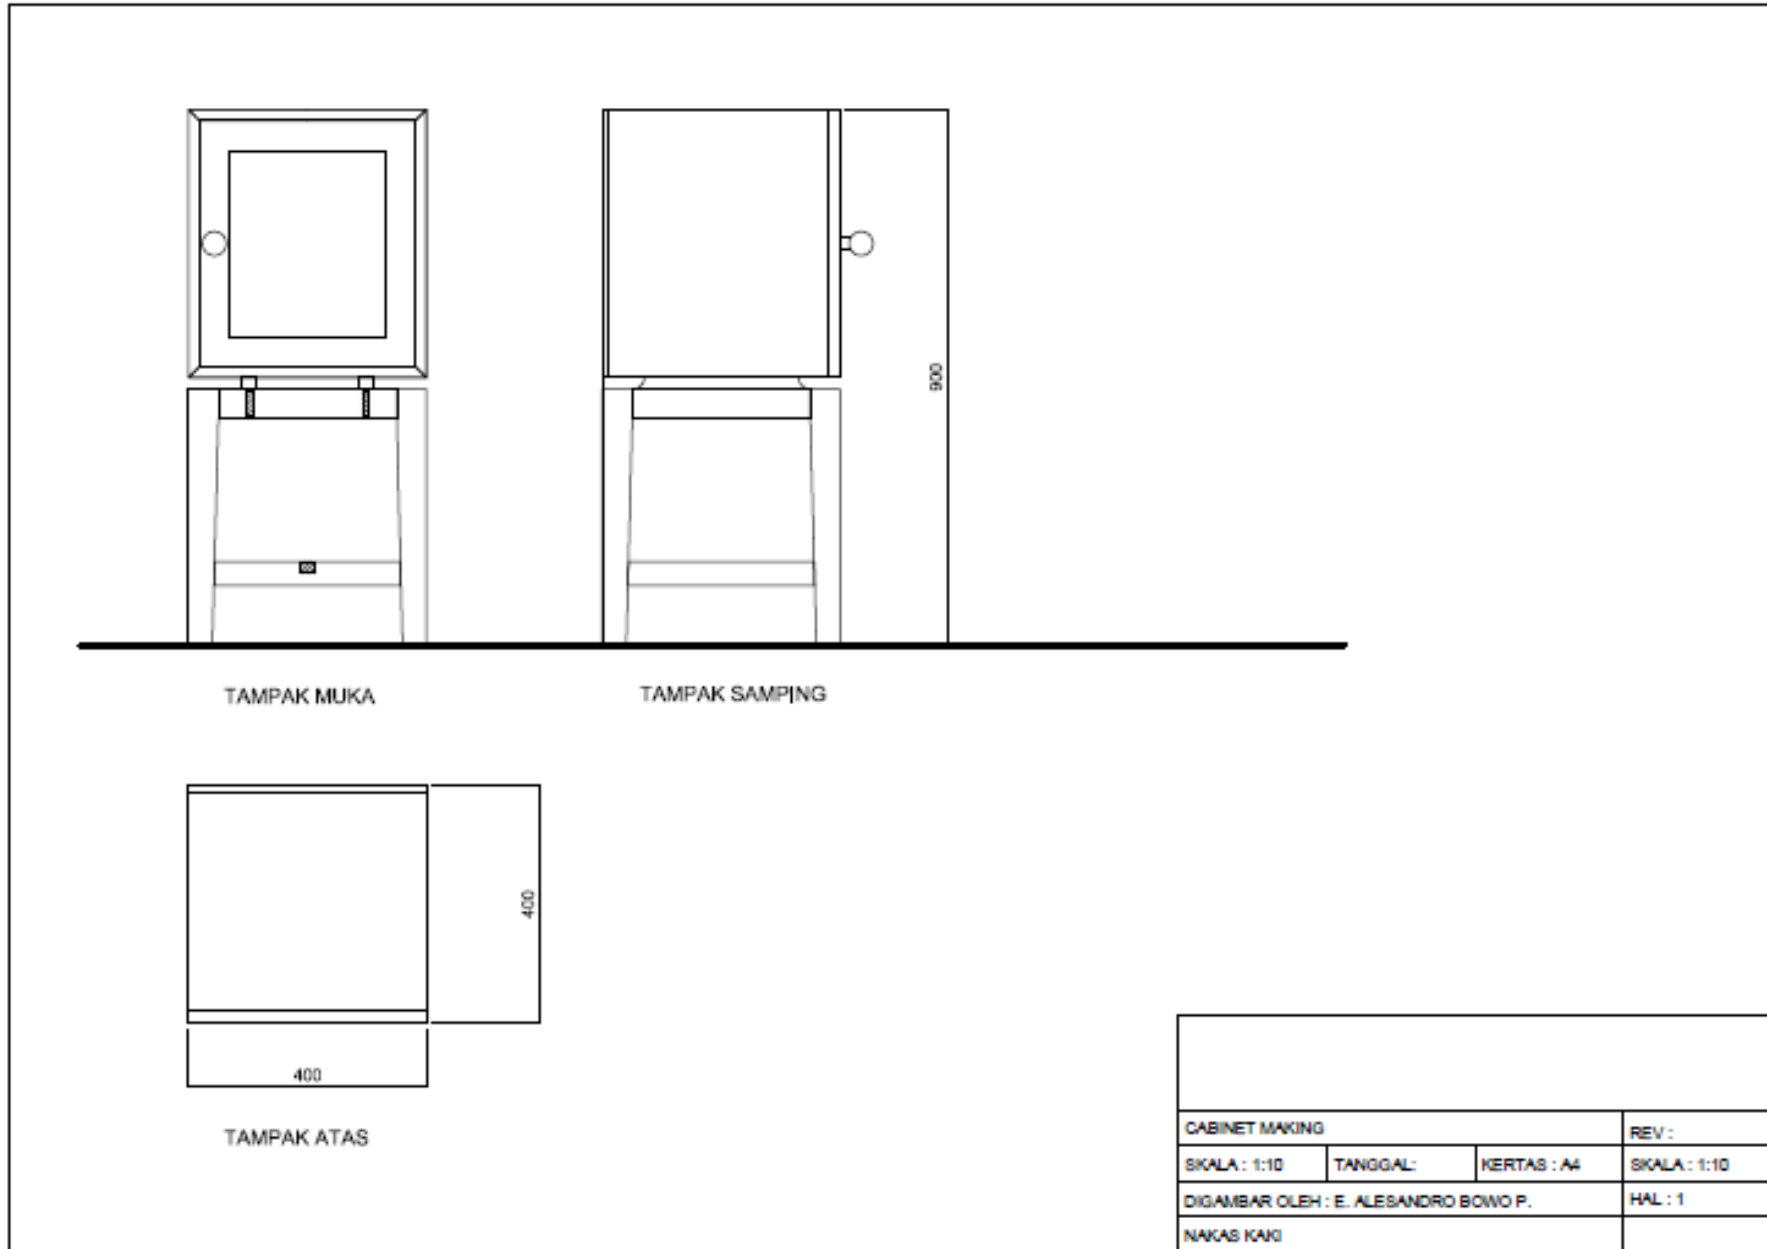 900
TAMPAK MUKA
TAMPAK SAMPING
400
400
TAMPAK ATAS
CABINET MAKING
REV :
SKALA : 1:10
TANGGAL:
KERTAS : A4
SKALA : 1:10
DIGAMBAR OLEH : E. ALESANDRO BOWO P.
HAL : 1
NAKAS KAKI